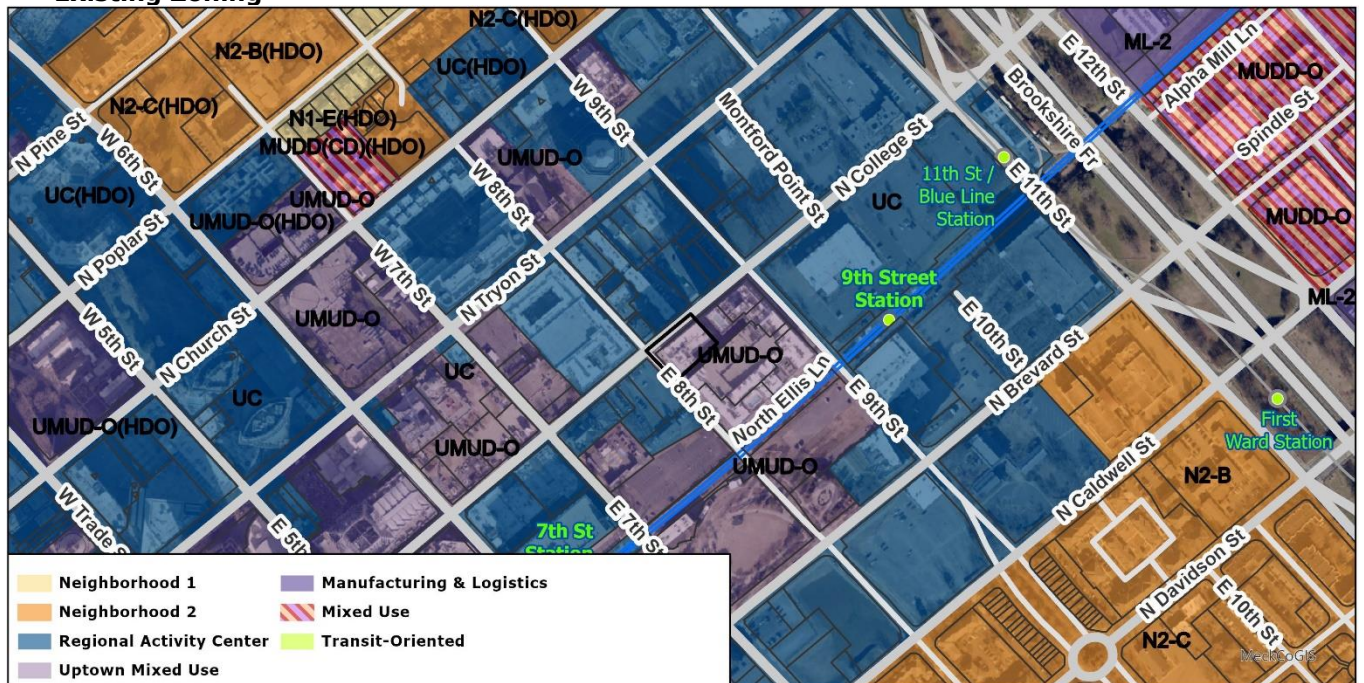 Existing Zoning
N2-C(HDO)
N2-B(HDO)
UC(HDO)
N2-C(HDO)
N1-E(HDO)
MUDD(CD)(HDO)
N Pine St
W 6th St
W 9th St
Montford Point St
N College St
Brookshire Fr
E 12th St
ML-2
Alpha Mill Ln
MUDD-O
Spindle St
UC(HDO)
UMUD-O
UMUD-O(HDO)
W 8th St
UMUD-O
UC
11th St /
Blue Line
Station
E 11th St
MUDD-O
N Poplar St
W 7th St
N Tryon St
9th Street
Station
ML-2
W 5th St
N Church St
UMUD-O
UC
UMUD-O
E 10th St
N Brevard St
UC
UMUD-O(HDO)
UMUD-O
E 8th St
North Ellis Ln
E 9th St
UMUD-O
First
Ward Station
N Caldwell St
N2-B
W Trade S
E 5th
7th St
Station
E 7th St
N Davidson St
E 10th St
N2-C
MeckCoGIS
Neighborhood 1
Neighborhood 2
Regional Activity Center
Uptown Mixed Use
Manufacturing & Logistics
Mixed Use
Transit-Oriented